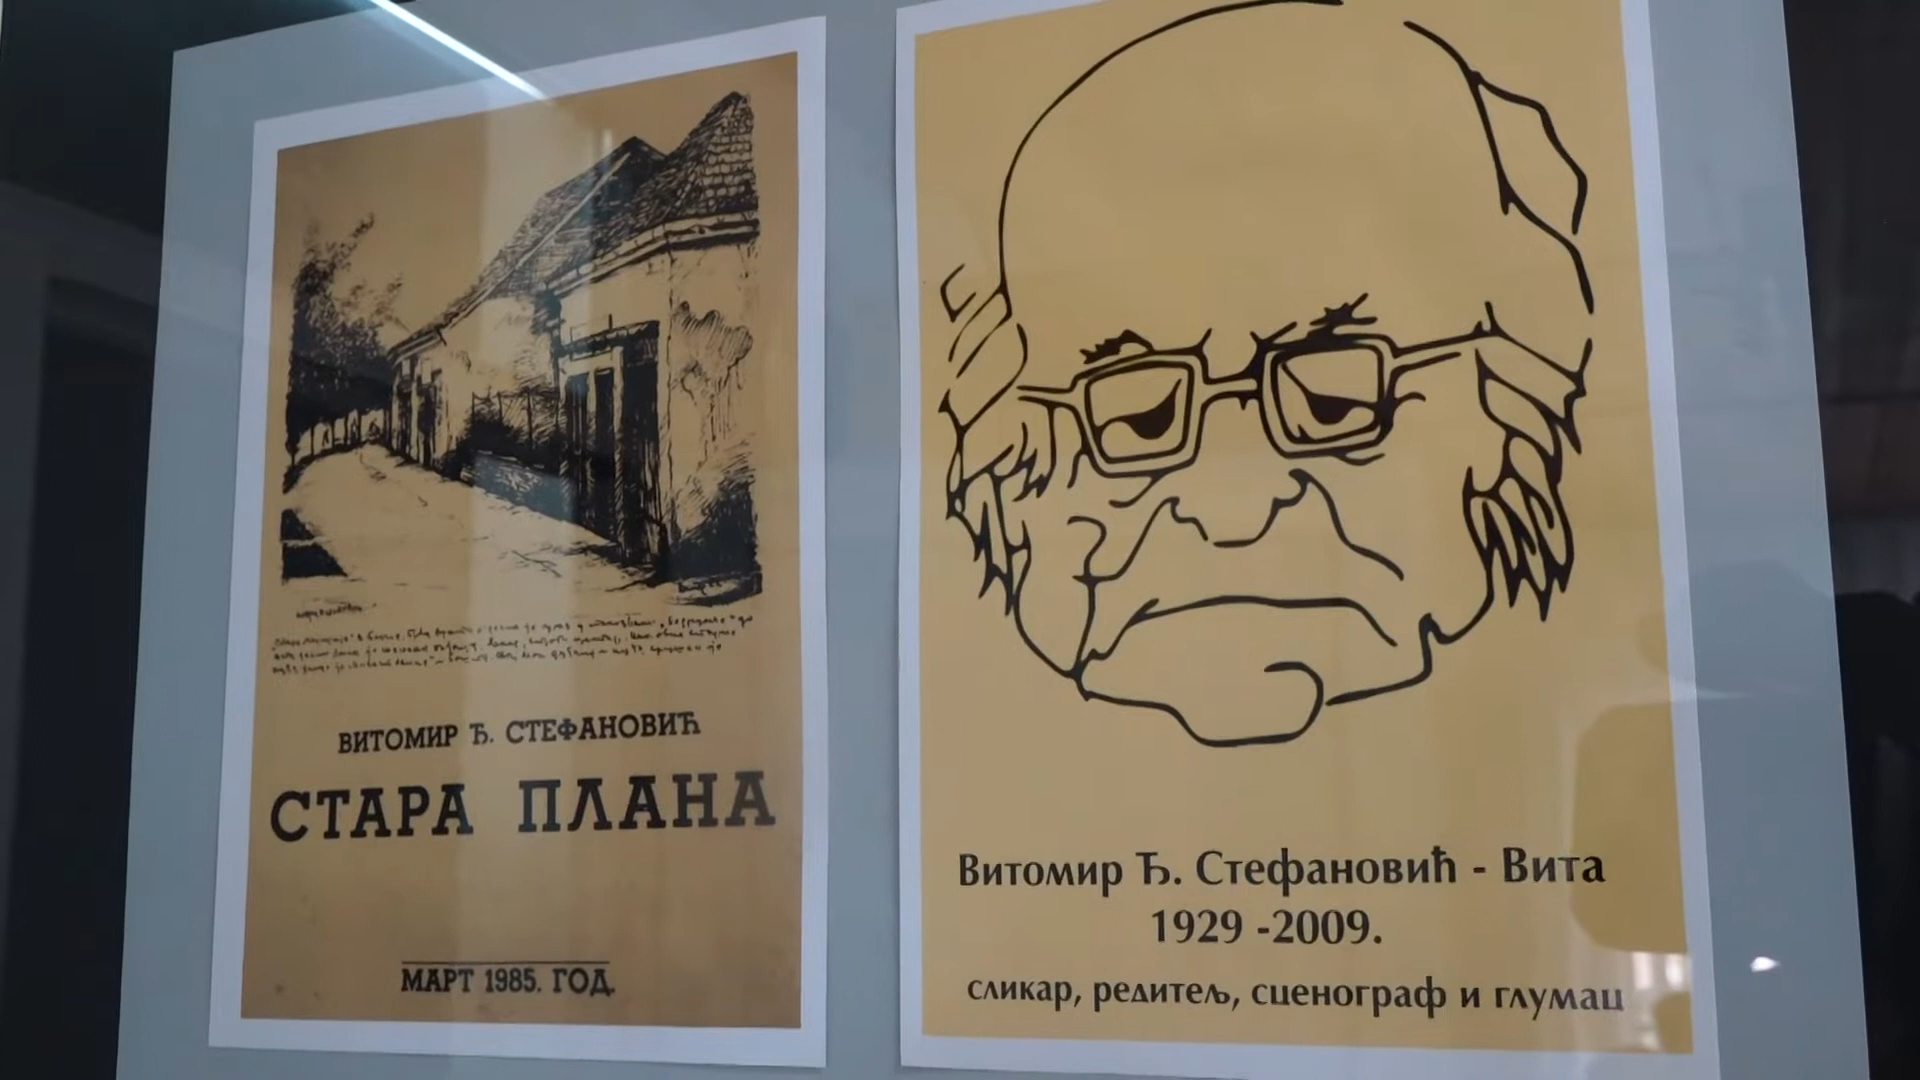 ВИТОМИР Ђ. СТЕФАНОВИЋ
СТАРА ПЛАНА
МАРТ 1985. ГОД.
Витомир Ђ. Стефановић - Вита
1929 -2009.
сликар, редитељ, сценограф и глумац